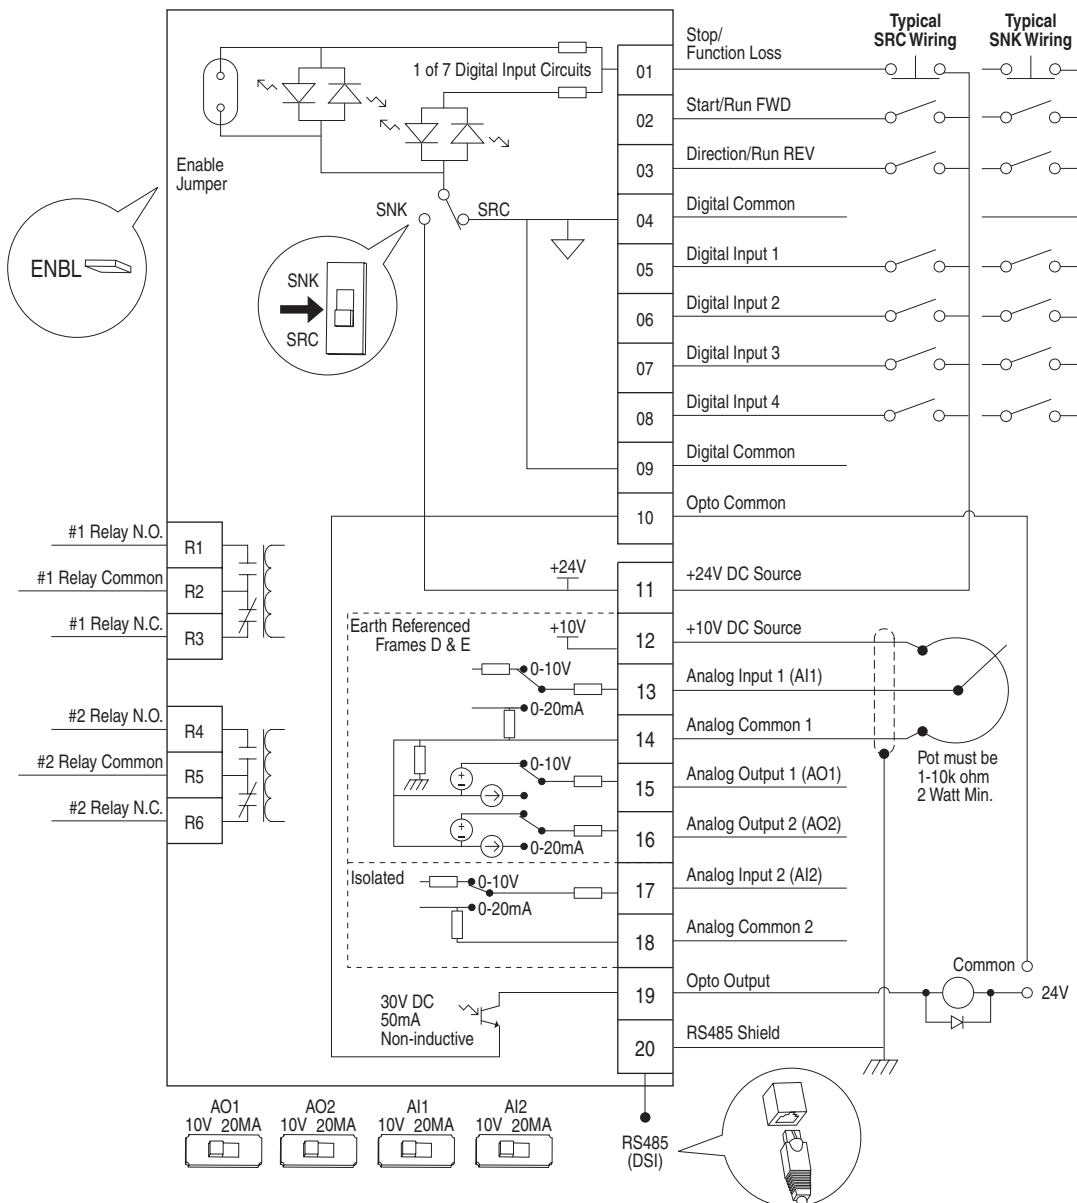 Typical
SRC Wiring
Typical
SNK Wiring
Stop/
Function Loss
1 of 7 Digital Input Circuits
01
Start/Run FWD
02
Enable
Jumper
Direction/Run REV
03
SNK
SRC
Digital Common
04
ENBL
SNK
SRC
Digital Input 1
05
Digital Input 2
06
Digital Input 3
07
Digital Input 4
08
Digital Common
09
Opto Common
10
#1 Relay N.O.
R1
#1 Relay Common
R2
#1 Relay N.C.
R3
+24V
11
+24V DC Source
Earth Referenced
Frames D & E
+10V
12
+10V DC Source
0-10V
13
Analog Input 1 (AI1)
0-20mA
14
Analog Common 1
Pot must be
1-10k ohm
2 Watt Min.
#2 Relay N.O.
R4
#2 Relay Common
R5
#2 Relay N.C.
R6
0-10V
15
Analog Output 1 (AO1)
16
Analog Output 2 (AO2)
0-20mA
Isolated
0-10V
17
Analog Input 2 (AI2)
0-20mA
18
Analog Common 2
Common
24V
19
Opto Output
30V DC
50mA
Non-inductive
20
RS485 Shield
AO1
10V 20MA
AO2
10V 20MA
AI1
10V 20MA
AI2
10V 20MA
RS485
(DSI)